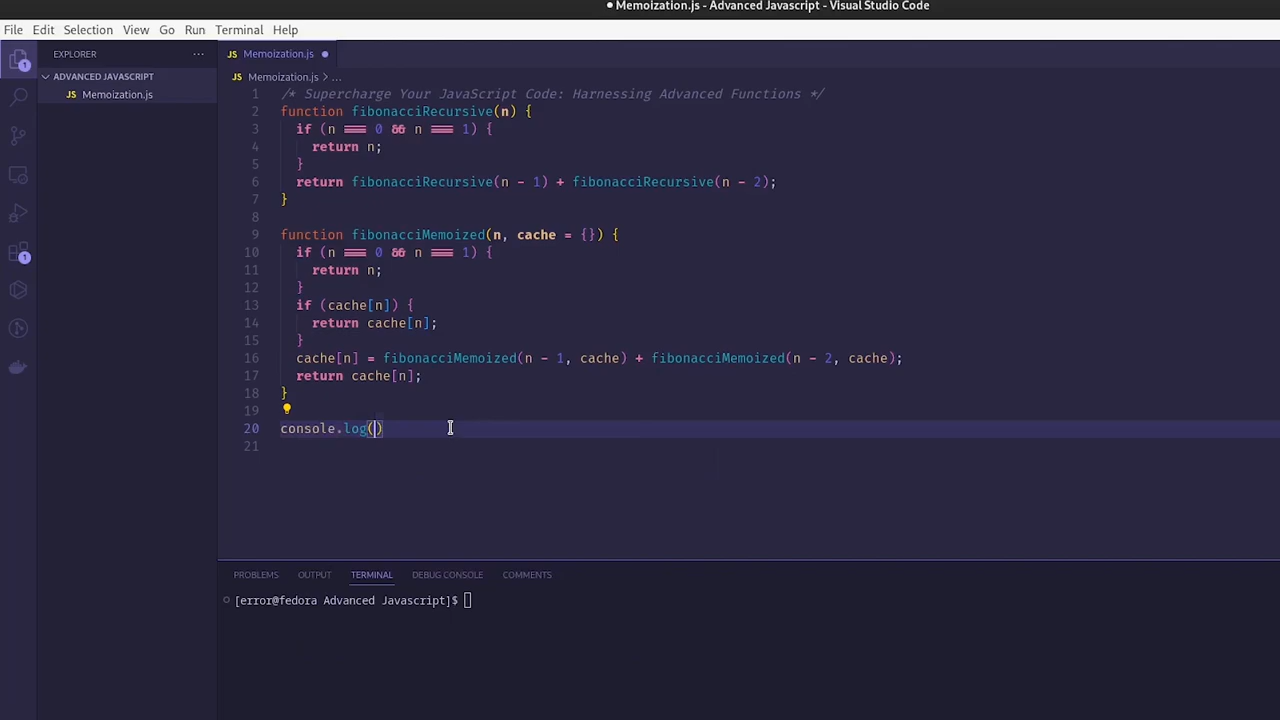 ● Memoization.js - Advanced Javascript - Visual Studio Code
File Edit Selection View Go Run Terminal Help
EXPLORER ···
JS Memoization.js ●
ADVANCED JAVASCRIPT
JS Memoization.js > ...
JS Memoization.js
1
1
1 /* Supercharge Your JavaScript Code: Harnessing Advanced Functions */
2 function fibonacciRecursive(n) {
3 if (n === 0 && n === 1) {
4 return n;
5 }
6 return fibonacciRecursive(n - 1) + fibonacciRecursive(n - 2);
7 }
8
9 function fibonacciMemoized(n, cache = {}) {
10 if (n === 0 && n === 1) {
11 return n;
12 }
13 if (cache[n]) {
14 return cache[n];
15 }
16 cache[n] = fibonacciMemoized(n - 1, cache) + fibonacciMemoized(n - 2, cache);
17 return cache[n];
18 }
19
20 console.log()
21
PROBLEMS OUTPUT TERMINAL DEBUG CONSOLE COMMENTS
[error@fedora Advanced Javascript]$